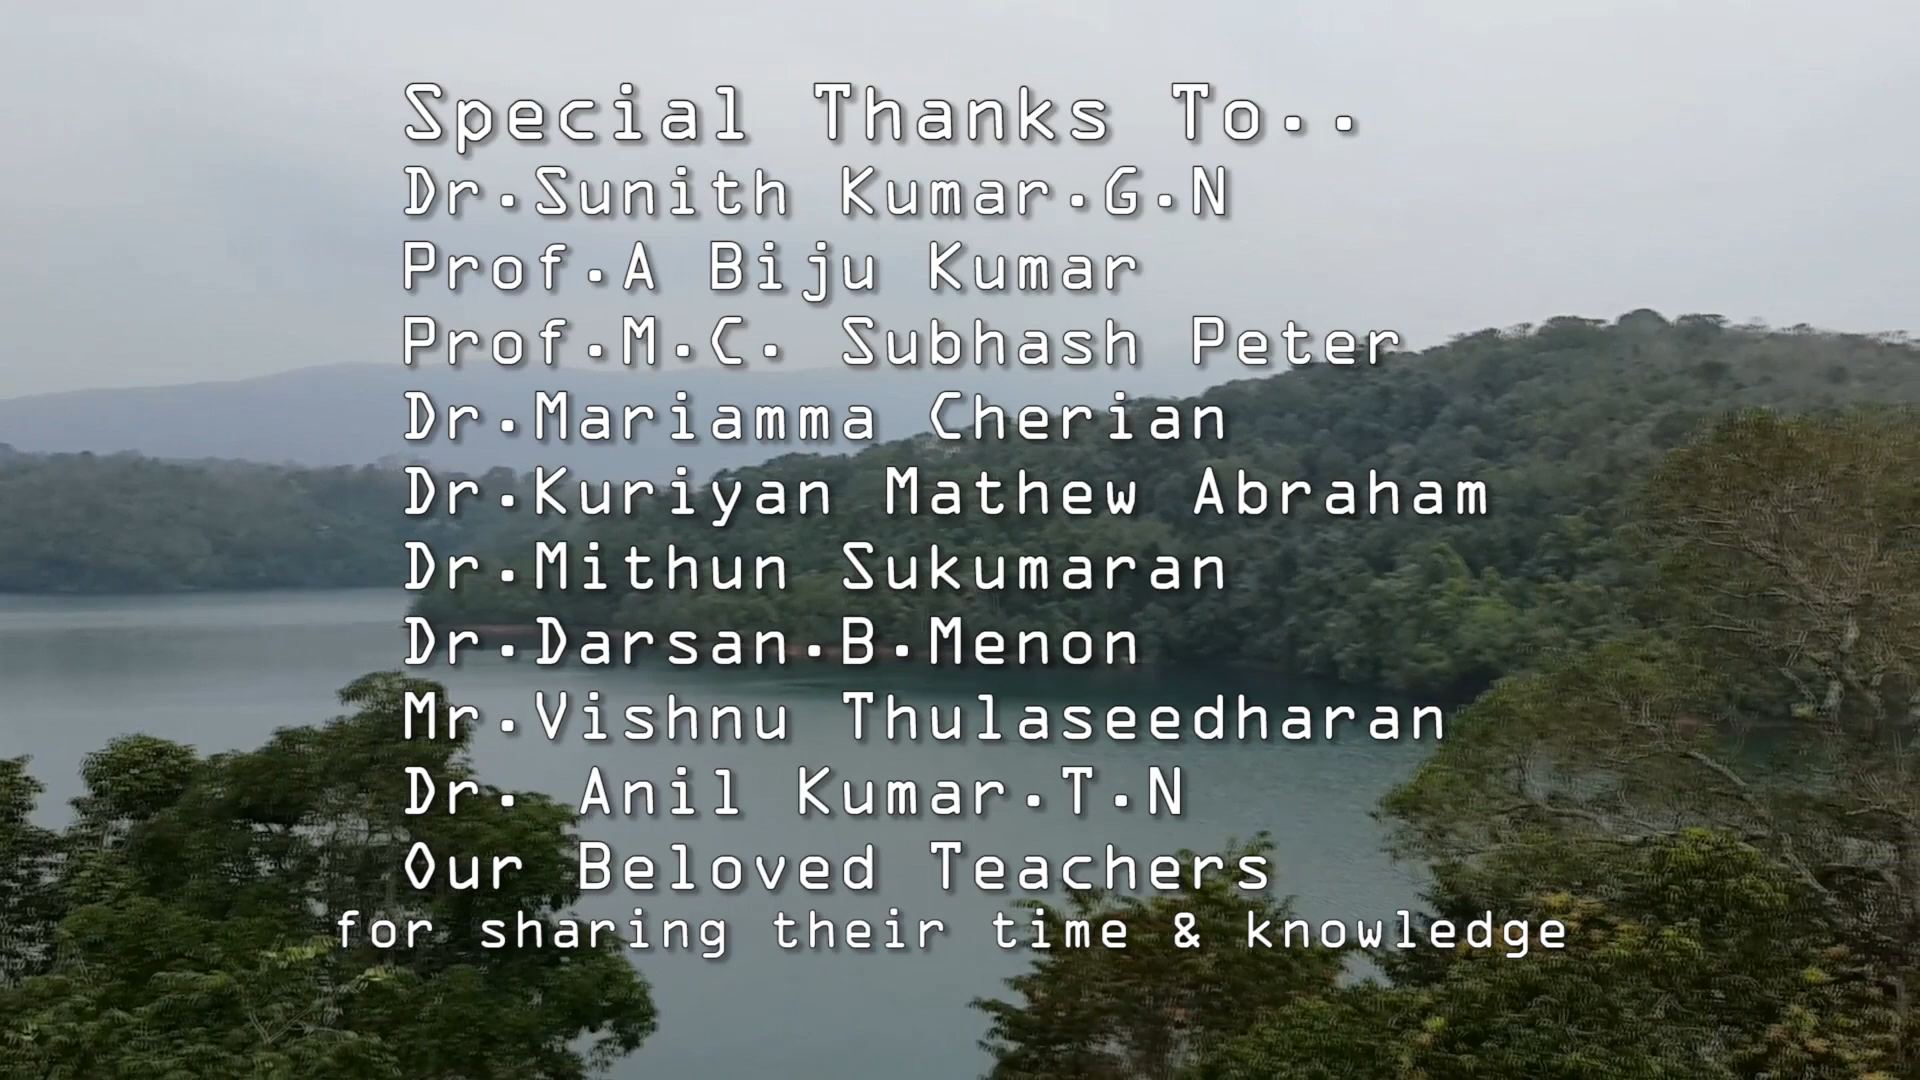 Special Thanks To..
Dr.Sunith Kumar.G.N
Prof.A Biju Kumar
Prof.M.C. Subhash Peter
Dr.Mariamma Cherian
Dr.Kuriyan Mathew Abraham
Dr.Mithun Sukumaran
Dr.Darsan.B.Menon
Mr.Vishnu Thulaseedharan
Dr. Anil Kumar.T.N
Our Beloved Teachers
for sharing their time & knowledge